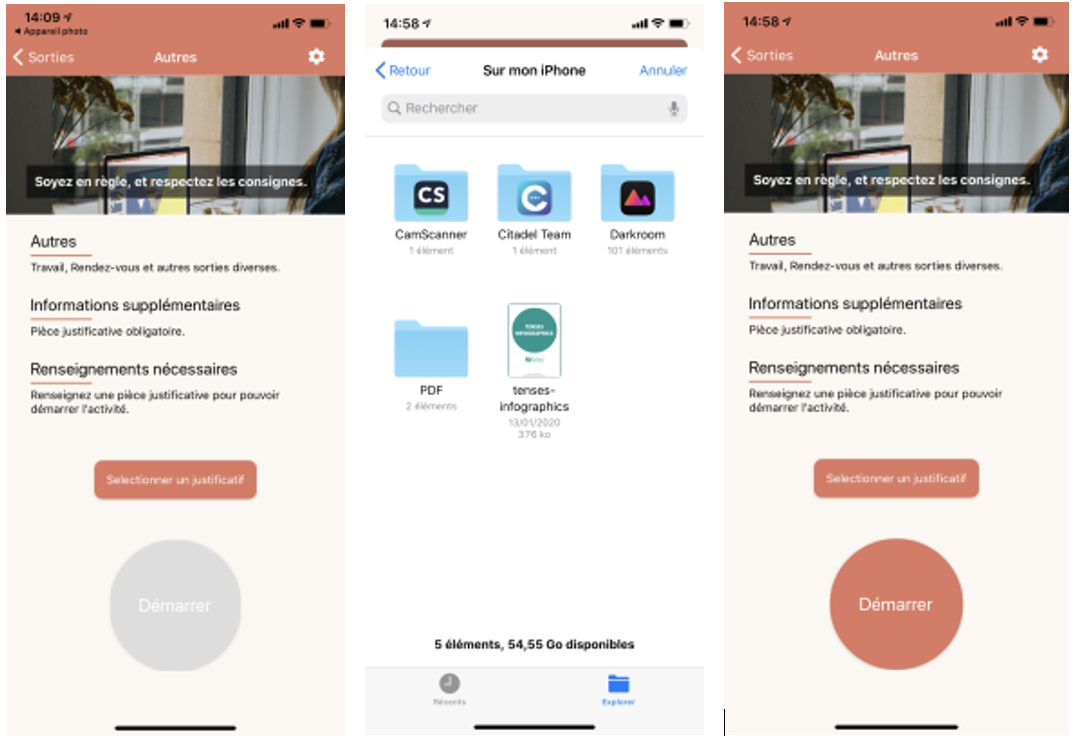 14:09
Appareil photo
Sorties
Autres
Soyez en règle, et respectez les consignes.
Autres
Travail, Rendez-vous et autres sorties diverses.
Informations supplémentaires
Pièce justificative obligatoire.
Renseignements nécessaires
Renseignez une pièce justificative pour pouvoir
démarrer l'activité.
Selectionner un justificatif
Démarrer
14:58
Retour
Sur mon iPhone
Annuler
Rechercher
CS
CamScanner
1 élément
Citadel Team
1 élément
Darkroom
101 éléments
PDF
2 éléments
TENSES
INFOGRAPHICS
tenses-
infographics
13/01/2020
376 ko
5 éléments, 54,55 Go disponibles
Récents
Explorer
14:58
Sorties
Autres
Soyez en règle, et respectez les consignes.
Autres
Travail, Rendez-vous et autres sorties diverses.
Informations supplémentaires
Pièce justificative obligatoire.
Renseignements nécessaires
Renseignez une pièce justificative pour pouvoir
démarrer l'activité.
Selectionner un justificatif
Démarrer